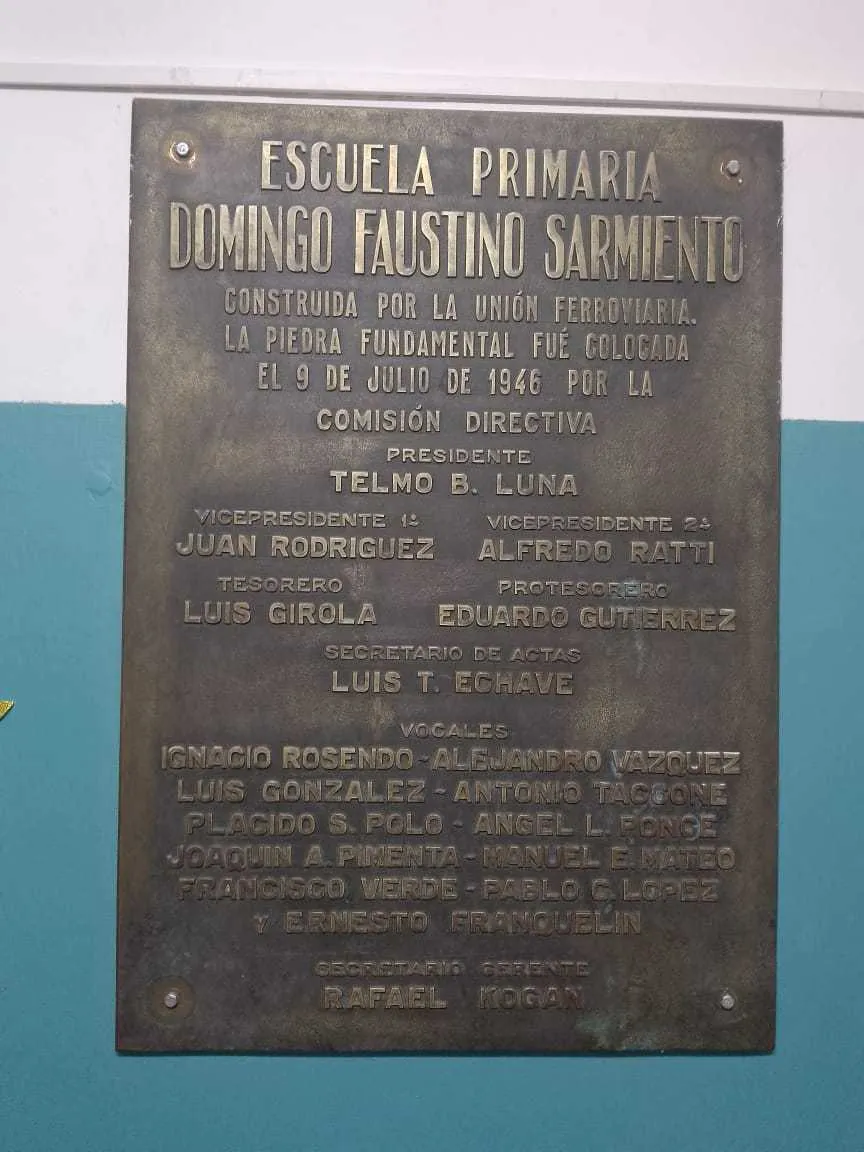 ESCUELA PRIMARIA
DOMINGO FAUSTINO SARMIENTO
CONSTRUIDA POR LA UNIÓN FERROVIARIA.
LA PIEDRA FUNDAMENTAL FUÉ COLOCADA
EL 9 DE JULIO DE 1946 POR LA
COMISIÓN DIRECTIVA
PRESIDENTE
TELMO B. LUNA
VICEPRESIDENTE 1º VICEPRESIDENTE 2º
JUAN RODRIGUEZ ALFREDO RATTI
TESORERO PROTESORERO
LUIS GIROLA EDUARDO GUTIERREZ
SECRETARIO DE ACTAS
LUIS T. ECHAVE
VOCALES
IGNACIO ROSENDO - ALEJANDRO VAZQUEZ
LUIS GONZALEZ - ANTONIO TACCONE
PLACIDO S. POLO - ANGEL L. PONCE
JOAQUIN A. PIMENTA - MANUEL E. MATEO
FRANCISCO VERDE - PABLO C. LOPEZ
Y ERNESTO FRANQUELIN
SECRETARIO GERENTE
RAFAEL KOGAN